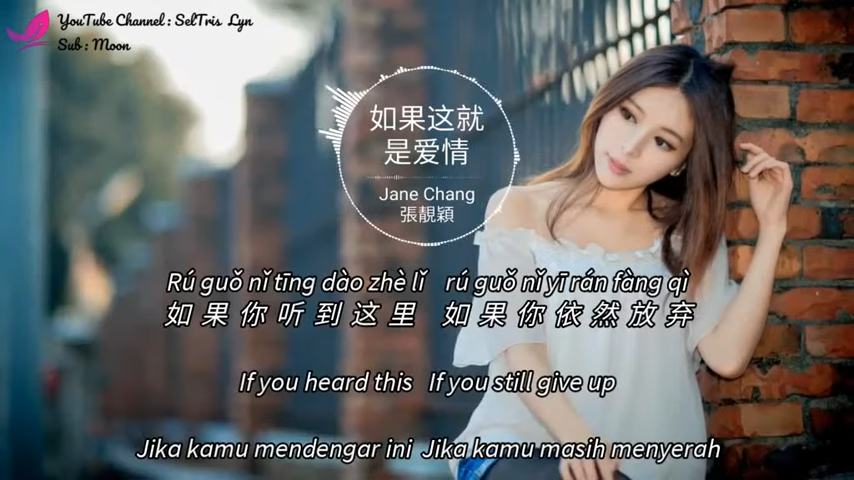 YouTube Channel : SelTris Lyn
Sub : Moon
如果这就
是爱情
Jane Chang
張靚穎
Rú guǒ nǐ tīng dào zhè lǐ rú guǒ nǐ yī rán fàng qì
如果你听到这里 如果你依然放弃
If you heard this If you still give up
Jika kamu mendengar ini Jika kamu masih menyerah